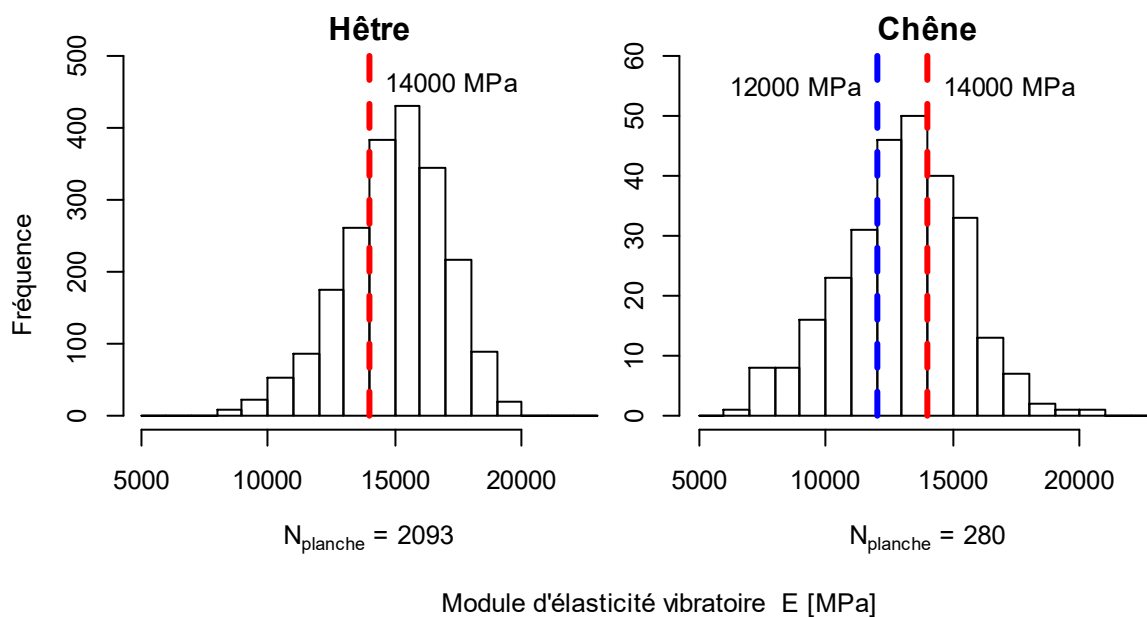 Hêtre
Chêne
14000 MPa
12000 MPa
14000 MPa
Fréquence
500
400
300
200
100
0
60
50
40
30
20
10
0
5000 10000 15000 20000
5000 10000 15000 20000
Nplanche = 2093
Nplanche = 280
Module d'élasticité vibratoire E [MPa]